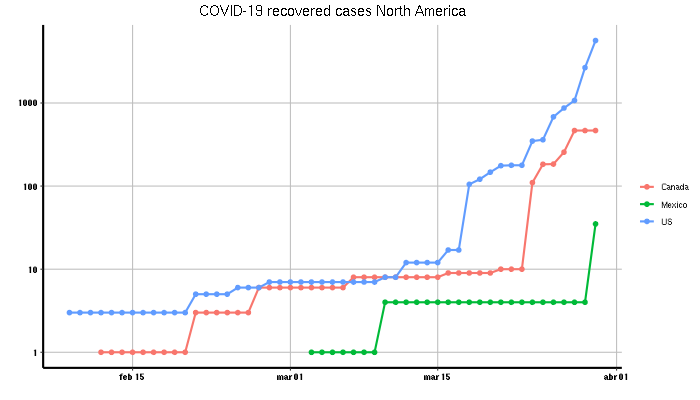 COVID-19 recovered cases North America
1000
100
10
1
feb 15
mar 01
mar 15
abr 01
Canada
Mexico
US